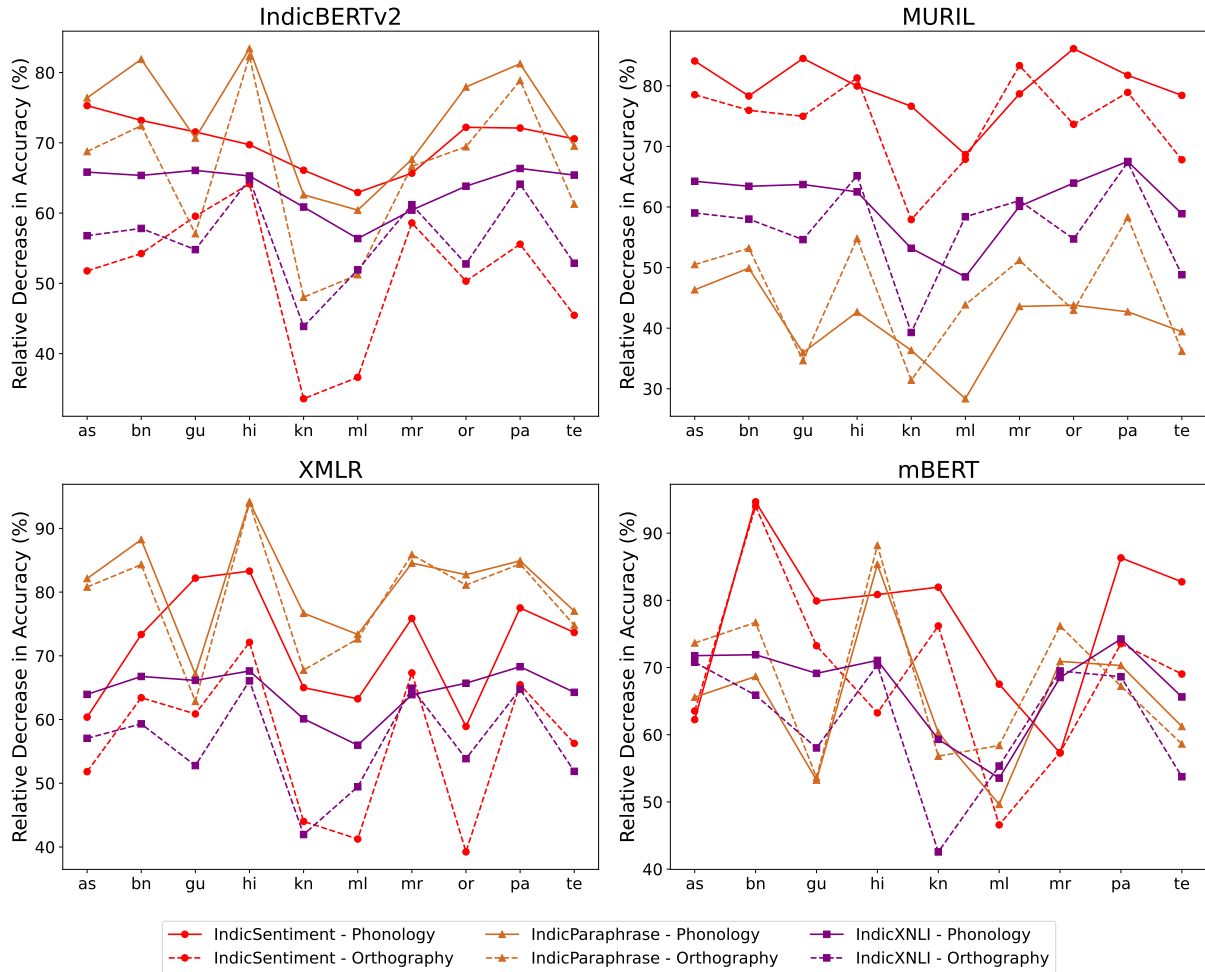 IndicBERTv2
Relative Decrease in Accuracy (%)
80
70
60
50
40
as bn gu hi kn ml mr or pa te
MURIL
Relative Decrease in Accuracy (%)
80
70
60
50
40
30
as bn gu hi kn ml mr or pa te
XMLR
Relative Decrease in Accuracy (%)
90
80
70
60
50
40
as bn gu hi kn ml mr or pa te
mBERT
Relative Decrease in Accuracy (%)
90
80
70
60
50
40
as bn gu hi kn ml mr pa te
IndicSentiment - Phonology IndicParaphrase - Phonology IndicXNLI - Phonology
IndicSentiment - Orthography IndicParaphrase - Orthography IndicXNLI - Orthography